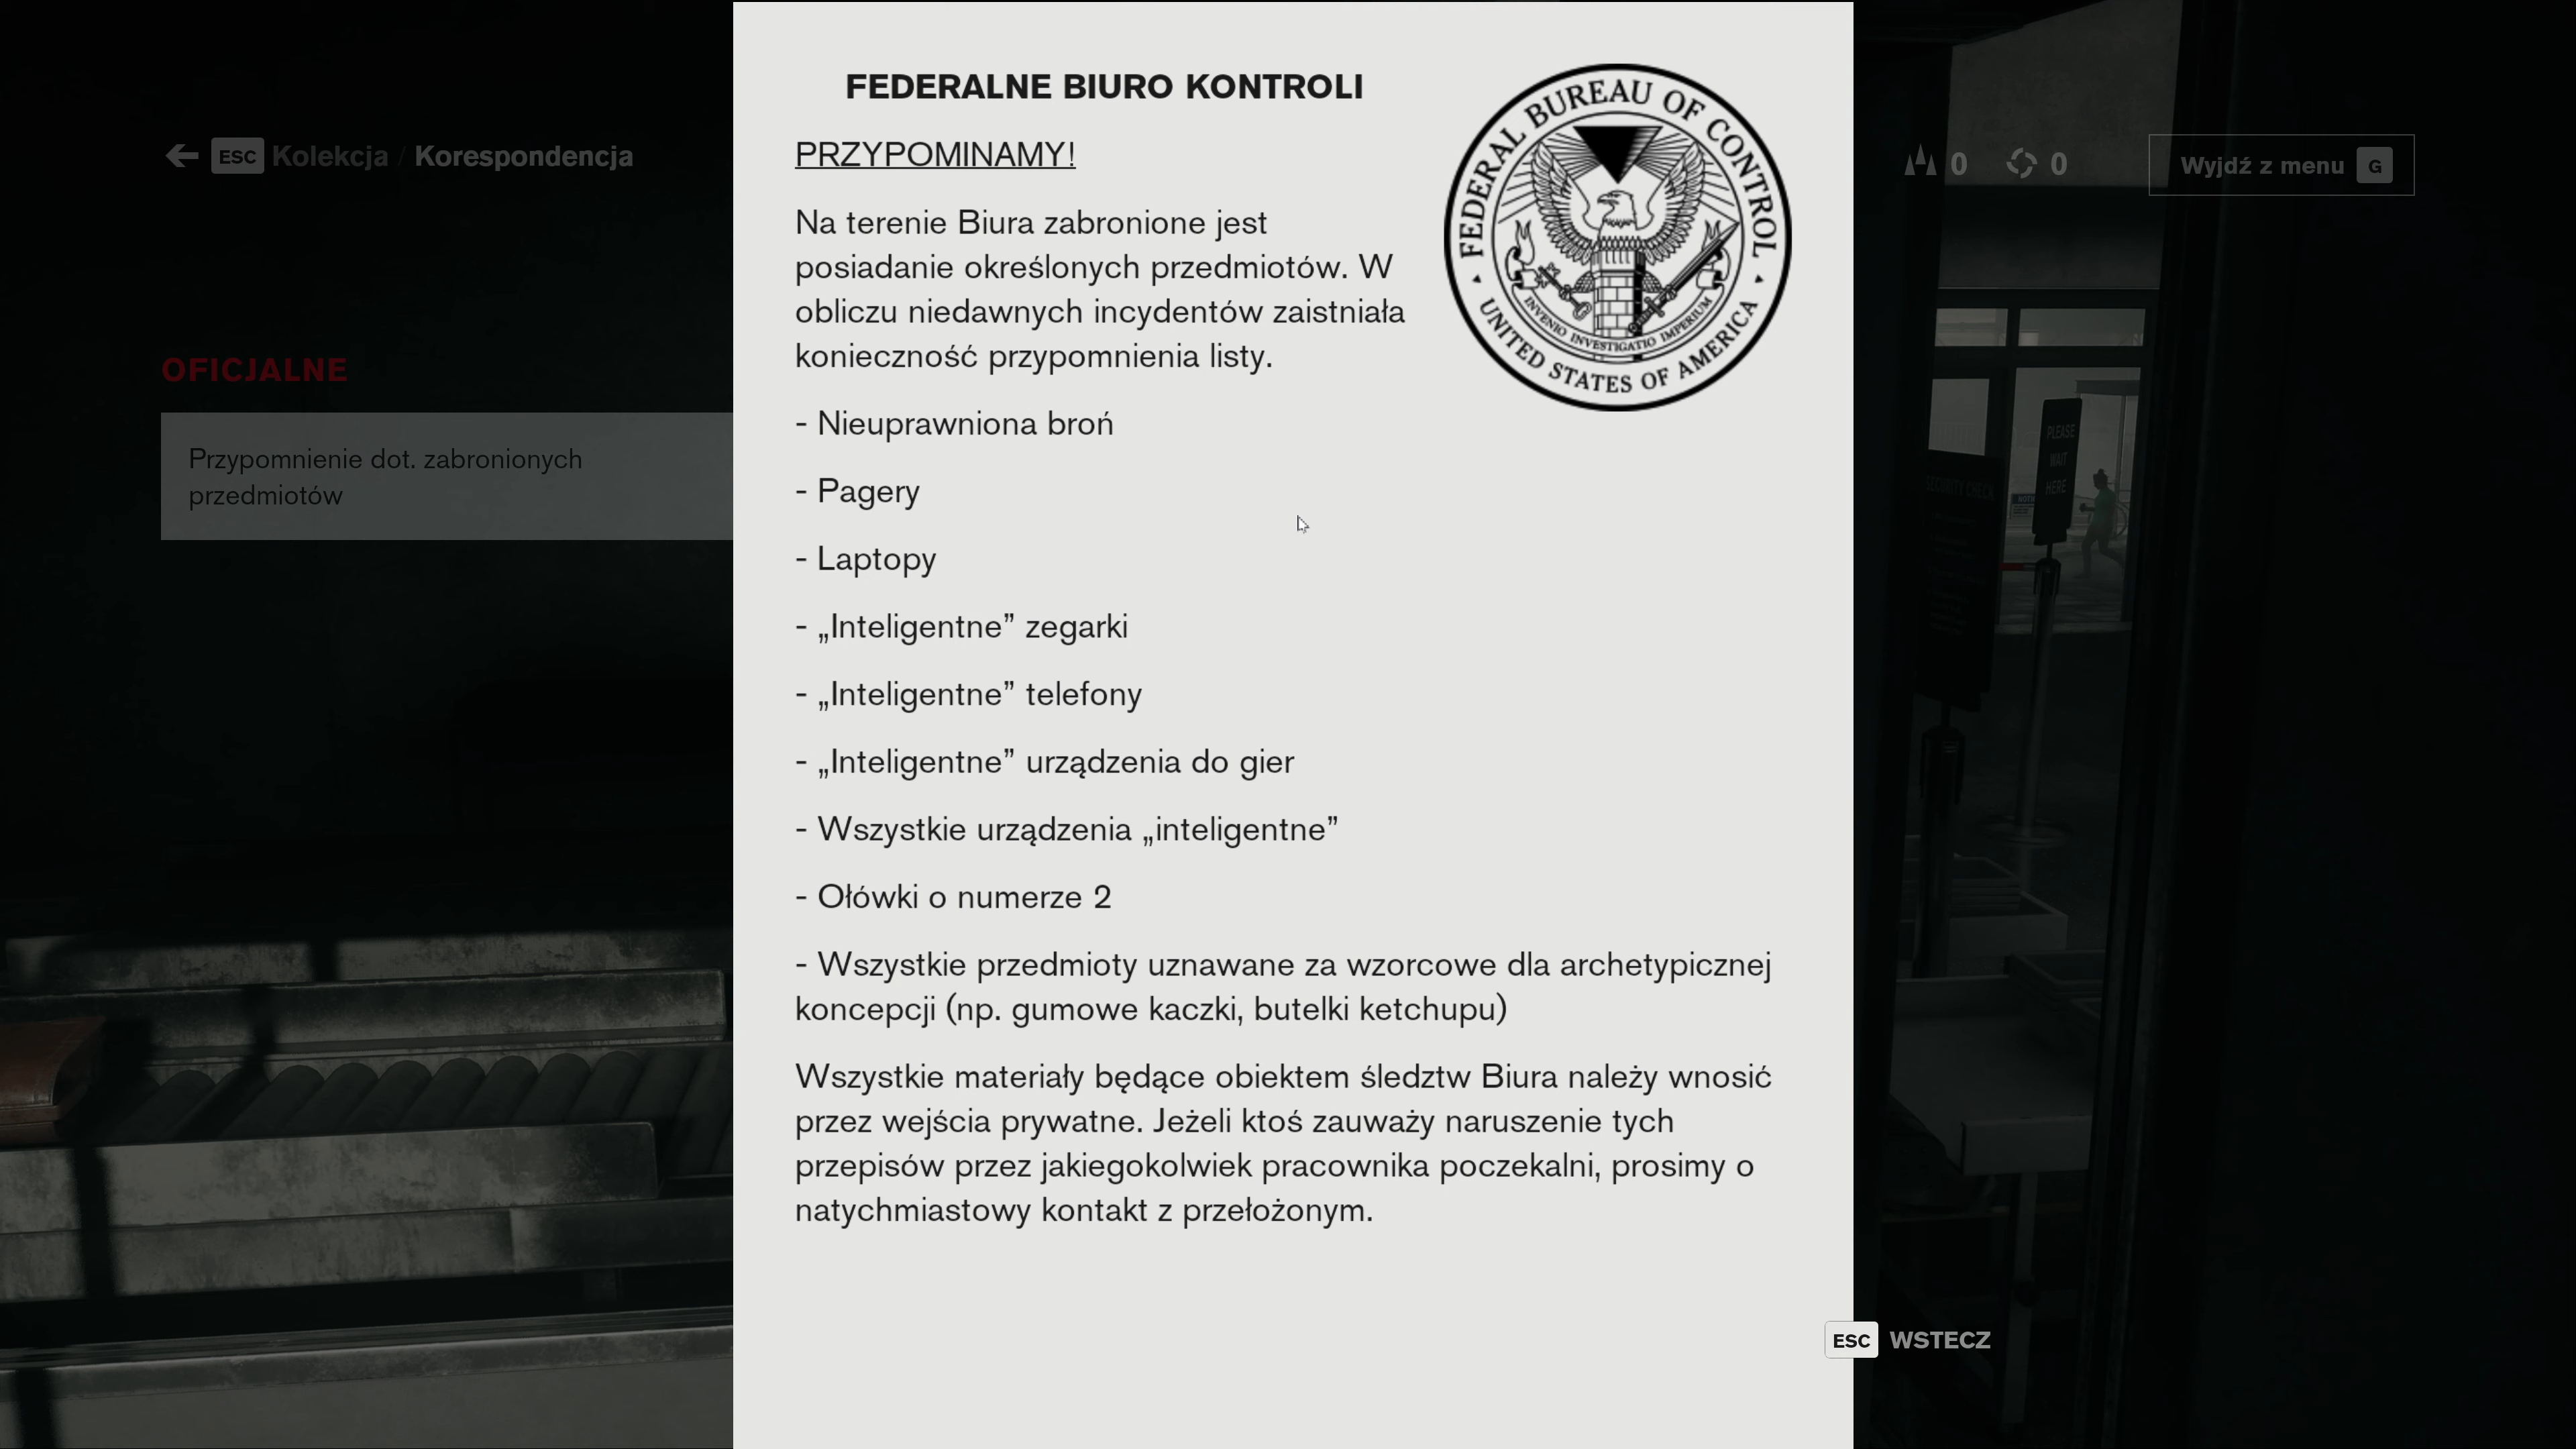 ESC Kolekcja / Korespondencja
OFICJALNE
Przypomnienie dot. zabronionych
przedmiotów
FEDERALNE BIURO KONTROLI
PRZYPOMINAMY!
Na terenie Biura zabronione jest
posiadanie określonych przedmiotów. W
obliczu niedawnych incydentów zaistniała
konieczność przypomnienia listy.
- Nieuprawniona broń
- Pagery
- Laptopy
- „Inteligentne” zegarki
- „Inteligentne” telefony
- „Inteligentne” urządzenia do gier
- Wszystkie urządzenia „inteligentne”
- Ołówki o numerze 2
- Wszystkie przedmioty uznawane za wzorcowe dla archetypicznej
koncepcji (np. gumowe kaczki, butelki ketchupu)
Wszystkie materiały będące obiektem śledztw Biura należy wnosić
przez wejścia prywatne. Jeżeli ktoś zauważy naruszenie tych
przepisów przez jakiegokolwiek pracownika poczekalni, prosimy o
natychmiastowy kontakt z przełożonym.
FEDERAL BUREAU OF CONTROL
INVENIO INVESTIGATIO IMPERIUM
UNITED STATES OF AMERICA
0 0
Wyjdź z menu G
PLEASE
WAIT
HERE
SECURITY CHECK
ESC WSTECZ